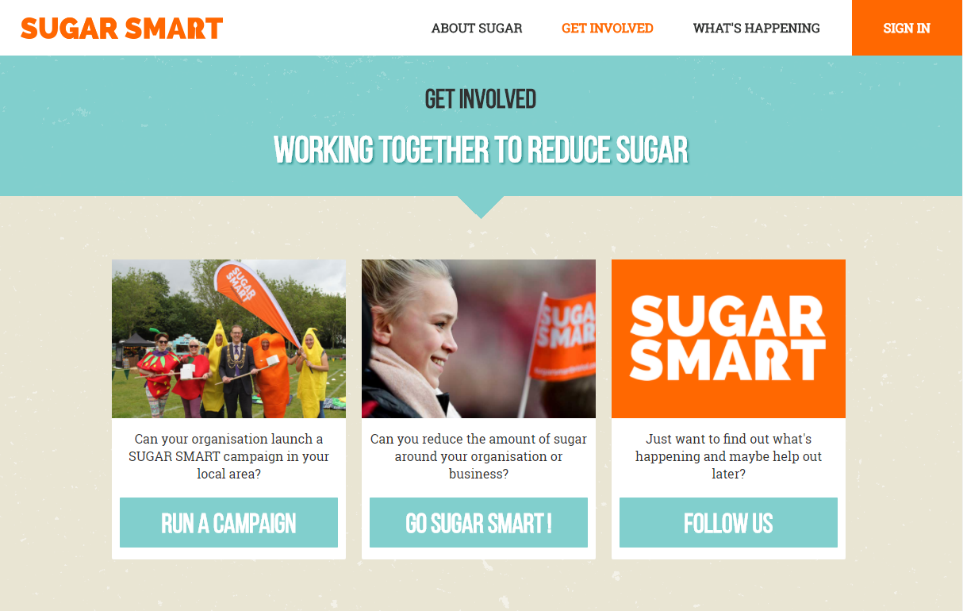 SUGAR SMART
ABOUT SUGAR
GET INVOLVED
WHAT'S HAPPENING
SIGN IN
GET INVOLVED
WORKING TOGETHER TO REDUCE SUGAR
SUGAR
SMART
SUGAR
SMART
SUGAR
SMART
Can your organisation launch a
SUGAR SMART campaign in your
local area?
RUN A CAMPAIGN
Can you reduce the amount of sugar
around your organisation or
business?
GO SUGAR SMART !
Just want to find out what's
happening and maybe help out
later?
FOLLOW US